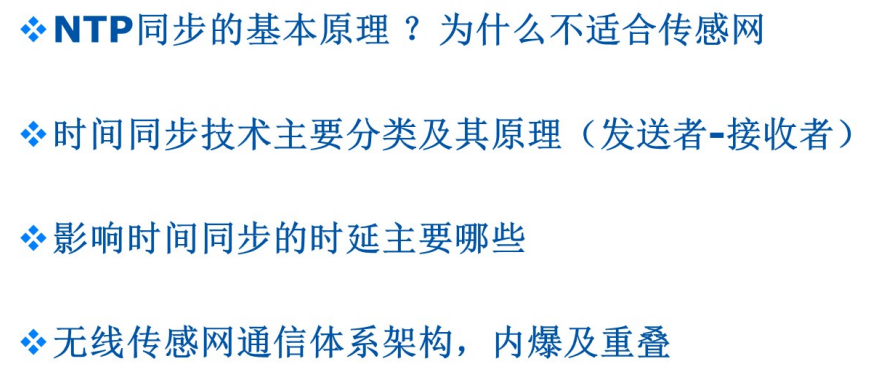 ❖NTP同步的基本原理？为什么不适合传感网
❖时间同步技术主要分类及其原理（发送者-接收者）
❖影响时间同步的时延主要哪些
❖无线传感网通信体系架构，内爆及重叠